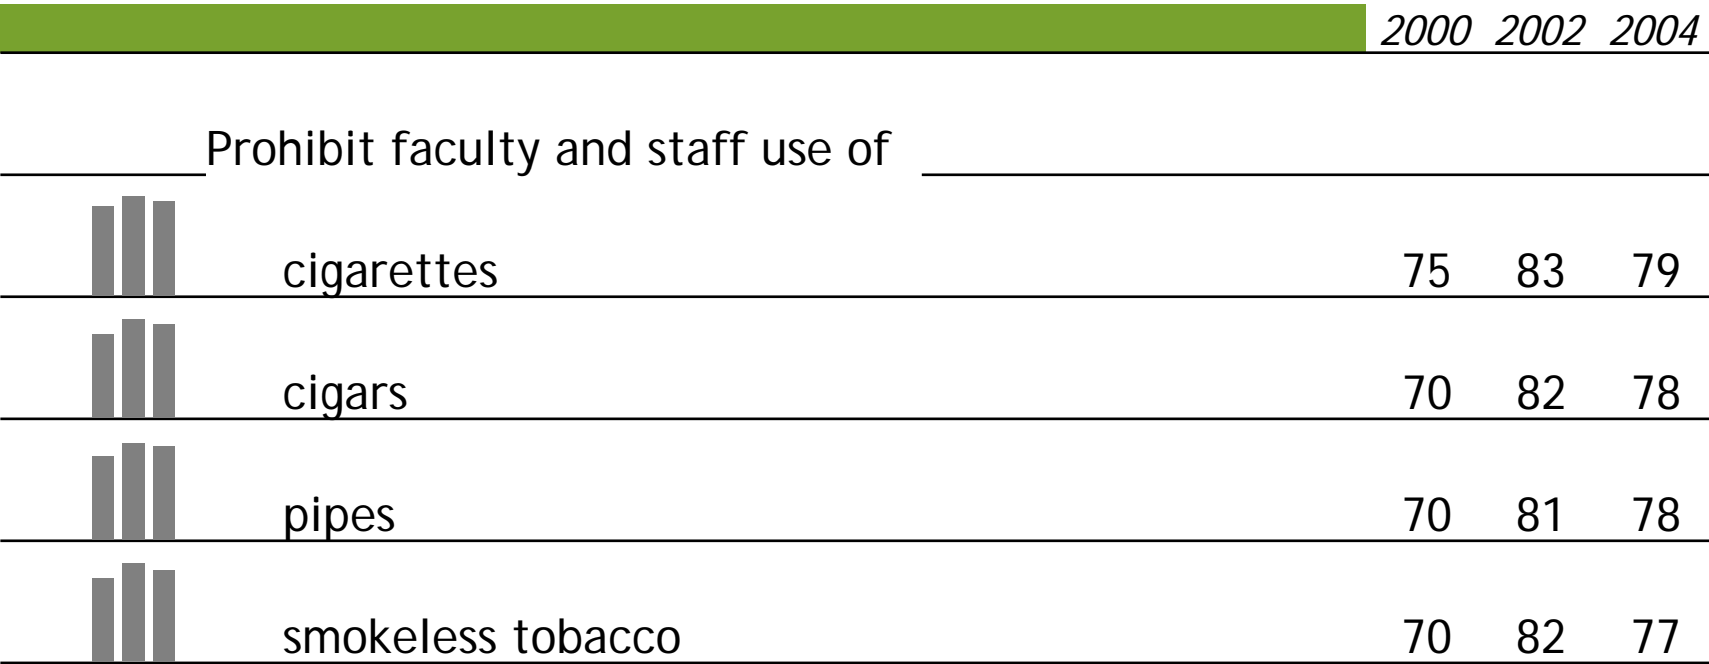 2000 2002 2004
Prohibit faculty and staff use of
cigarettes 75 83 79
cigars 70 82 78
pipes 70 81 78
smokeless tobacco 70 82 77